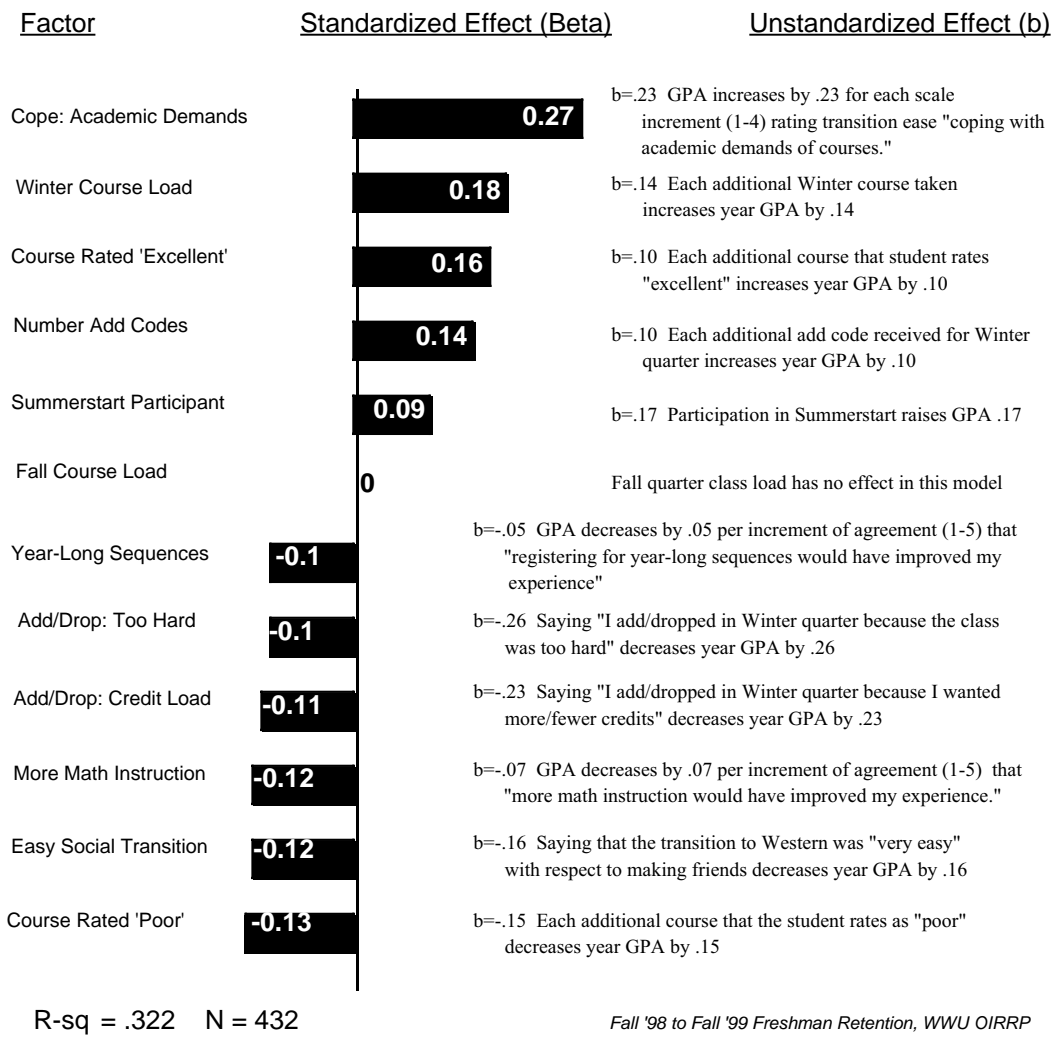 Factor Standardized Effect (Beta) Unstandardized Effect (b)
Cope: Academic Demands
0.27
b=.23 GPA increases by .23 for each scale
increment (1-4) rating transition ease "coping with
academic demands of courses."
Winter Course Load
0.18
b=.14 Each additional Winter course taken
increases year GPA by .14
Course Rated 'Excellent'
0.16
b=.10 Each additional course that student rates
"excellent" increases year GPA by .10
Number Add Codes
0.14
b=.10 Each additional add code received for Winter
quarter increases year GPA by .10
Summerstart Participant
0.09
b=.17 Participation in Summerstart raises GPA .17
Fall Course Load
0
Fall quarter class load has no effect in this model
Year-Long Sequences
-0.1
b=-.05 GPA decreases by .05 per increment of agreement (1-5) that
"registering for year-long sequences would have improved my
experience"
Add/Drop: Too Hard
-0.1
b=-.26 Saying "I add/dropped in Winter quarter because the class
was too hard" decreases year GPA by .26
Add/Drop: Credit Load
-0.11
b=-.23 Saying "I add/dropped in Winter quarter because I wanted
more/fewer credits" decreases year GPA by .23
More Math Instruction
-0.12
b=-.07 GPA decreases by .07 per increment of agreement (1-5) that
"more math instruction would have improved my experience."
Easy Social Transition
-0.12
b=-.16 Saying that the transition to Western was "very easy"
with respect to making friends decreases year GPA by .16
Course Rated 'Poor'
-0.13
b=-.15 Each additional course that the student rates as "poor"
decreases year GPA by .15
R-sq = .322 N = 432
Fall '98 to Fall '99 Freshman Retention, WWU OIRRP